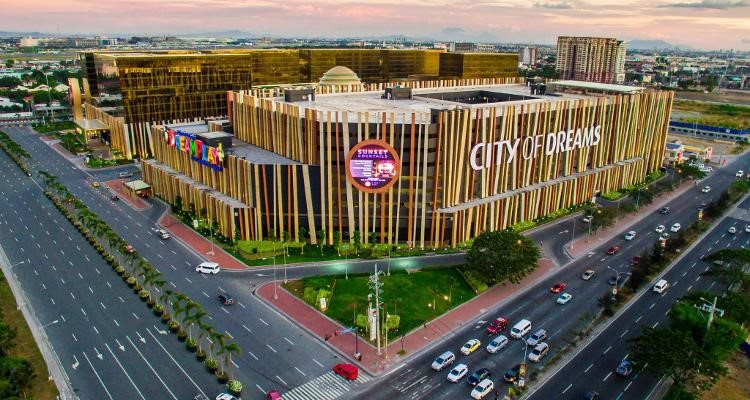 DREAMPLAY
SUNSET
COCKTAILS
CITY OF DREAMS